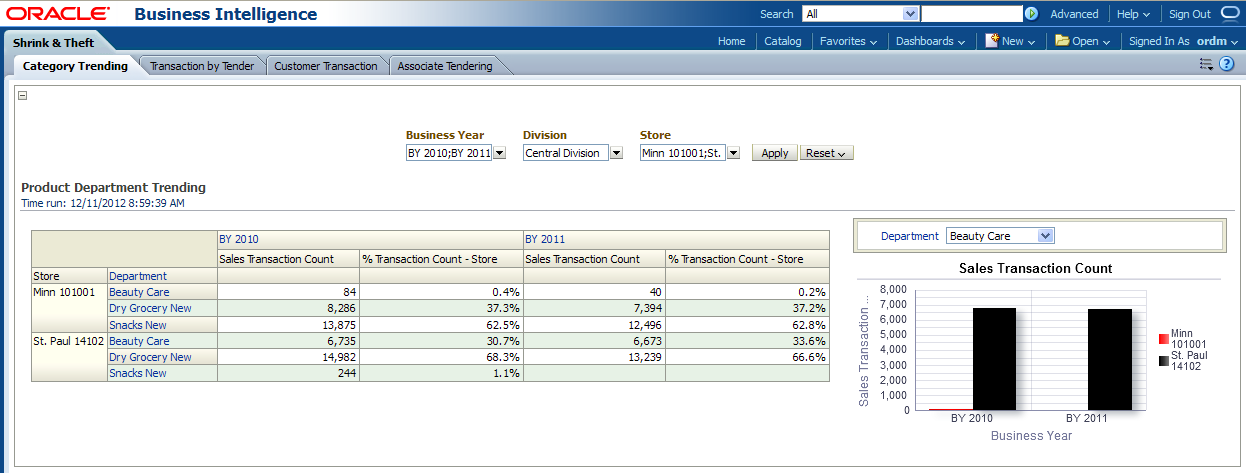 ORACLE® Business Intelligence Search All Advanced Help Sign Out
Shrink & Theft Home Catalog Favorites Dashboards New Open Signed In As ordm
Category Trending Transaction by Tender Customer Transaction Associate Tendering
Business Year Division Store
BY 2010;BY 2011 Central Division Minn 101001;St. Apply Reset
Product Department Trending
Time run: 12/11/2012 8:59:39 AM
BY 2010 BY 2011
Sales Transaction Count % Transaction Count - Store Sales Transaction Count % Transaction Count - Store
Store Department
Minn 101001 Beauty Care 84 0.4% 40 0.2%
Dry Grocery New 8,286 37.3% 7,394 37.2%
Snacks New 13,875 62.5% 12,496 62.8%
St. Paul 14102 Beauty Care 6,735 30.7% 6,673 33.6%
Dry Grocery New 14,982 68.3% 13,239 66.6%
Snacks New 244 1.1%
Department Beauty Care
Sales Transaction Count
Sales Transaction ...
8,000
7,000
6,000
5,000
4,000
3,000
2,000
1,000
0
BY 2010 BY 2011
Business Year
Minn
101001
St. Paul
14102